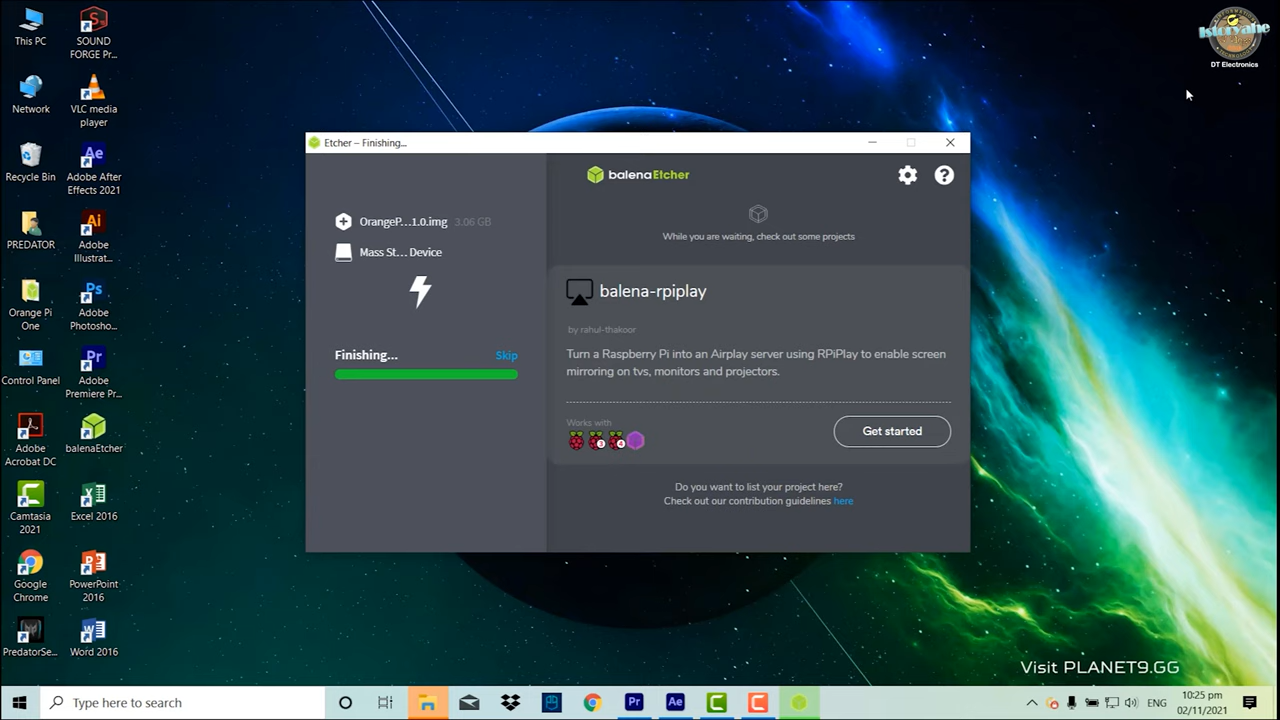 This PC
SOUND
FORGE Pr...
Network
VLC media
player
Recycle Bin
Adobe After
Effects 2021
PREDATOR
Adobe
Illustrat...
Orange Pi
One
Adobe
Photosho...
Control Panel
Adobe
Premiere Pr...
Adobe
Acrobat DC
balenaEtcher
Camtasia
2021
Excel 2016
Google
Chrome
PowerPoint
2016
PredatorSe...
Word 2016
DT Electronics
Etcher – Finishing...
balenaEtcher
OrangeP...1.0.img 3.06 GB
Mass St... Device
Finishing... Skip
While you are waiting, check out some projects
balena-rpiplay
by rahul-thakoor
Turn a Raspberry Pi into an Airplay server using RPiPlay to enable screen
mirroring on tvs, monitors and projectors.
Works with
3 4
Get started
Do you want to list your project here?
Check out our contribution guidelines here
Visit PLANET9.GG
Type here to search
Pr Ae
ENG
10:25 pm
02/11/2021